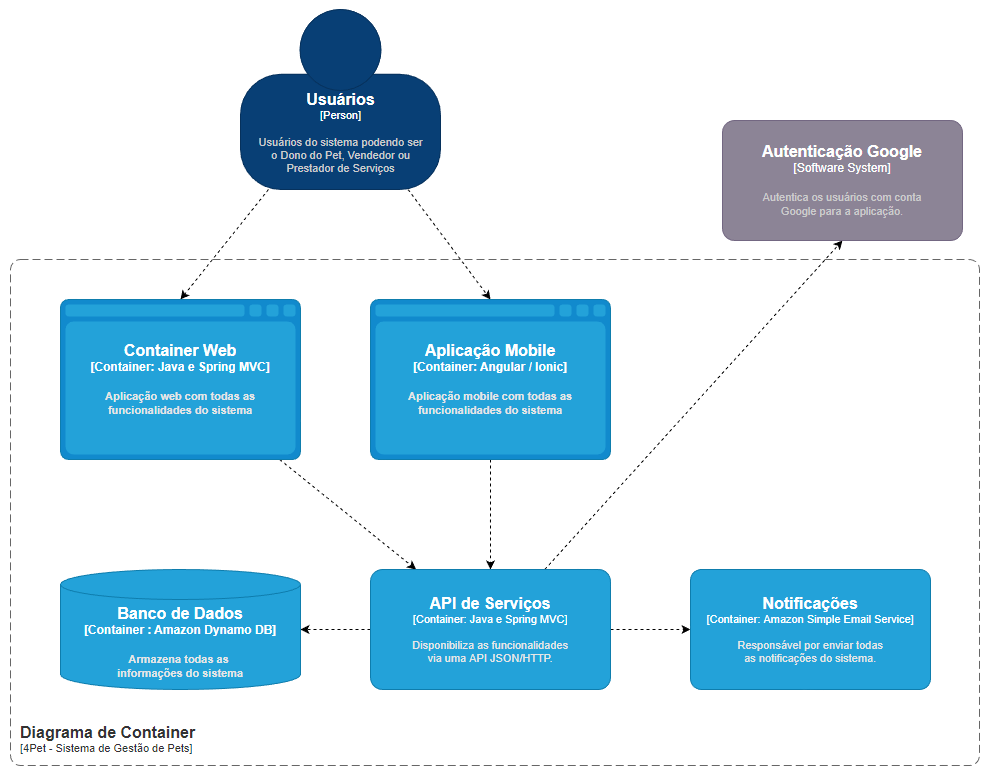 Usuários
[Person]
Usuários do sistema podendo ser
o Dono do Pet, Vendedor ou
Prestador de Serviços
Autenticação Google
[Software System]
Autentica os usuários com conta
Google para a aplicação.
Container Web
[Container: Java e Spring MVC]
Aplicação web com todas as
funcionalidades do sistema
Aplicação Mobile
[Container: Angular / Ionic]
Aplicação mobile com todas as
funcionalidades do sistema
Banco de Dados
[Container : Amazon Dynamo DB]
Armazena todas as
informações do sistema
API de Serviços
[Container: Java e Spring MVC]
Disponibiliza as funcionalidades
via uma API JSON/HTTP.
Notificações
[Container: Amazon Simple Email Service]
Responsável por enviar todas
as notificações do sistema.
Diagrama de Container
[4Pet - Sistema de Gestão de Pets]